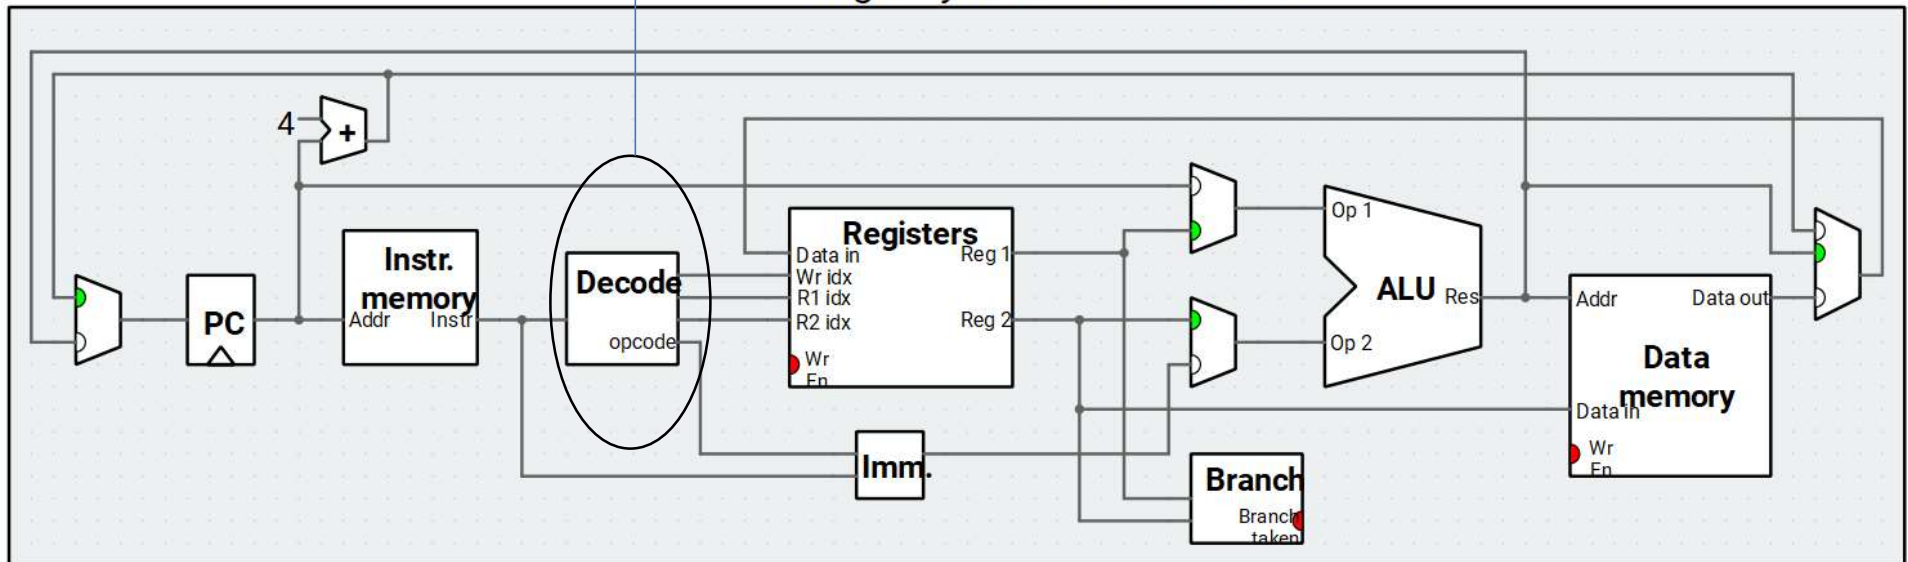 4
+
PC
Instr.
memory
Addr
Instr
Decode
opcode
Registers
Data in
Reg 1
Wr idx
R1 idx
R2 idx
Reg 2
Wr
En
Imm.
Op 1
ALU
Res
Op 2
Branch
Branch
taken
Addr
Data out
Data
memory
Data in
Wr
En